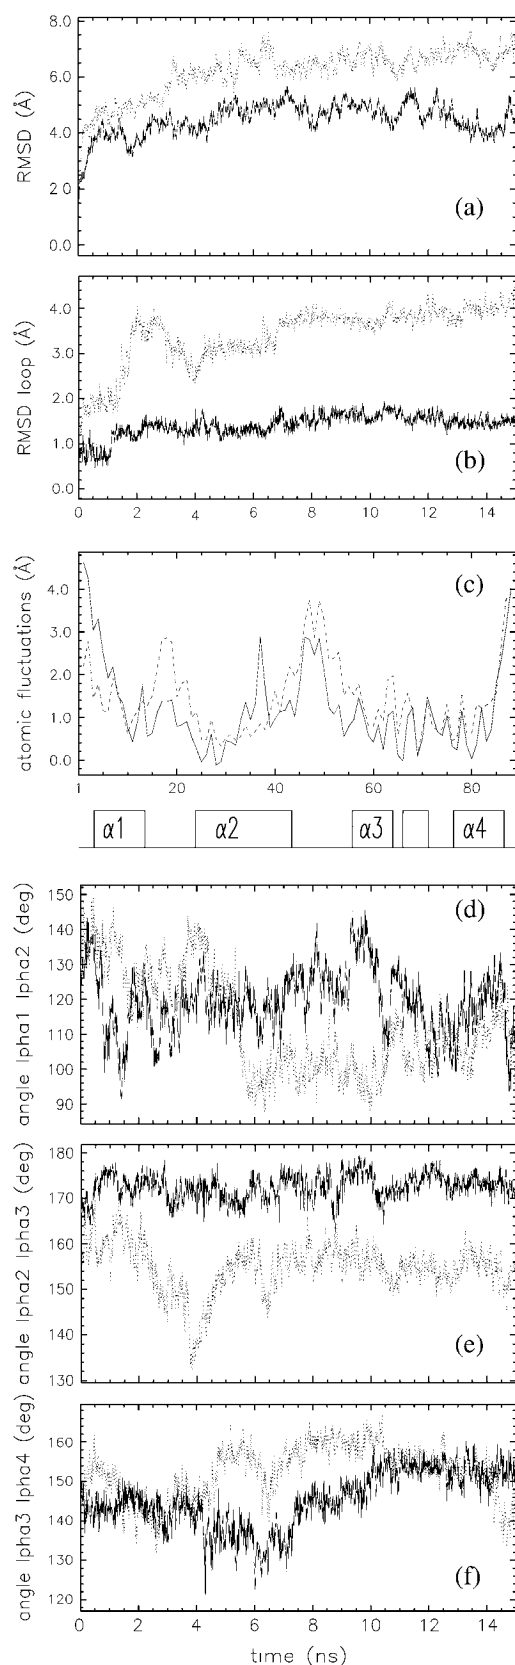 8.0
6.0
4.0
2.0
0.0
RMSD (Å)
(a)
4.0
3.0
2.0
1.0
0.0
RMSD loop (Å)
(b)
0 2 4 6 8 10 12 14
4.0
3.0
2.0
1.0
0.0
atomic fluctuations (Å)
(c)
1 20 40 60 80
α1 α2 α3 α4
150
140
130
120
110
100
90
angle lpha1 lpha2 (deg)
(d)
180
170
160
150
140
130
angle lpha2 lpha3 (deg)
(e)
160
150
140
130
120
angle lpha3 lpha4 (deg)
(f)
0 2 4 6 8 10 12 14
time (ns)